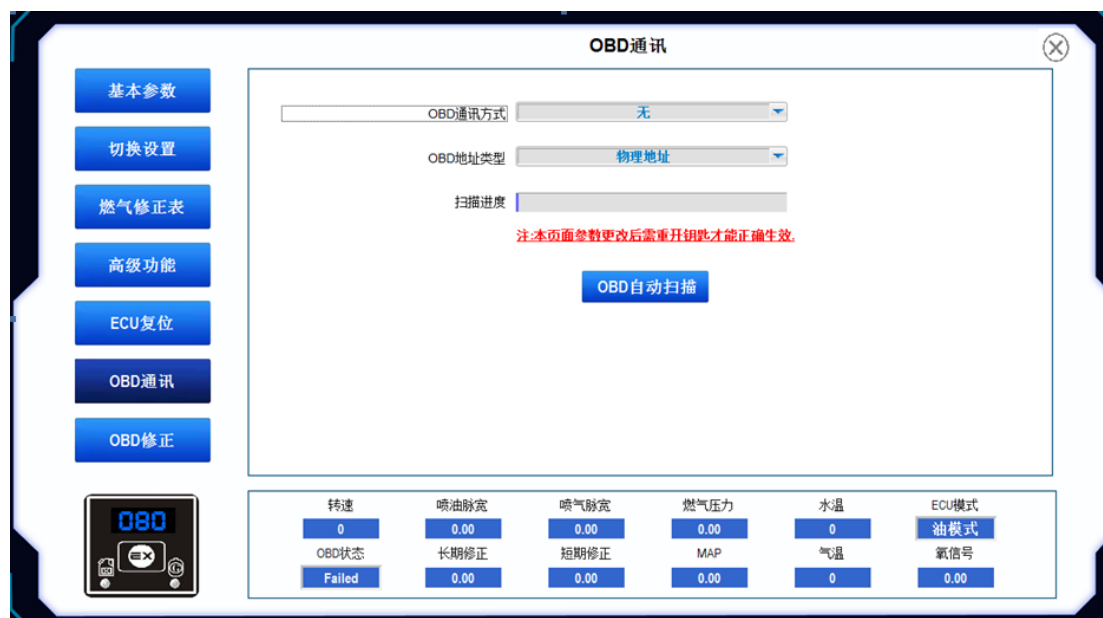 OBD通讯
基本参数
切换设置
燃气修正表
高级功能
ECU复位
OBD通讯
OBD修正
OBD通讯方式 无
OBD地址类型 物理地址
扫描进度
注:本页面参数更改后需重开钥匙才能正确生效.
OBD自动扫描
080
EX
转速 喷油脉宽 喷气脉宽 燃气压力 水温 ECU模式
0 0.00 0.00 0.00 0 油模式
OBD状态 长期修正 短期修正 MAP 气温 氧信号
Failed 0.00 0.00 0.00 0 0.00